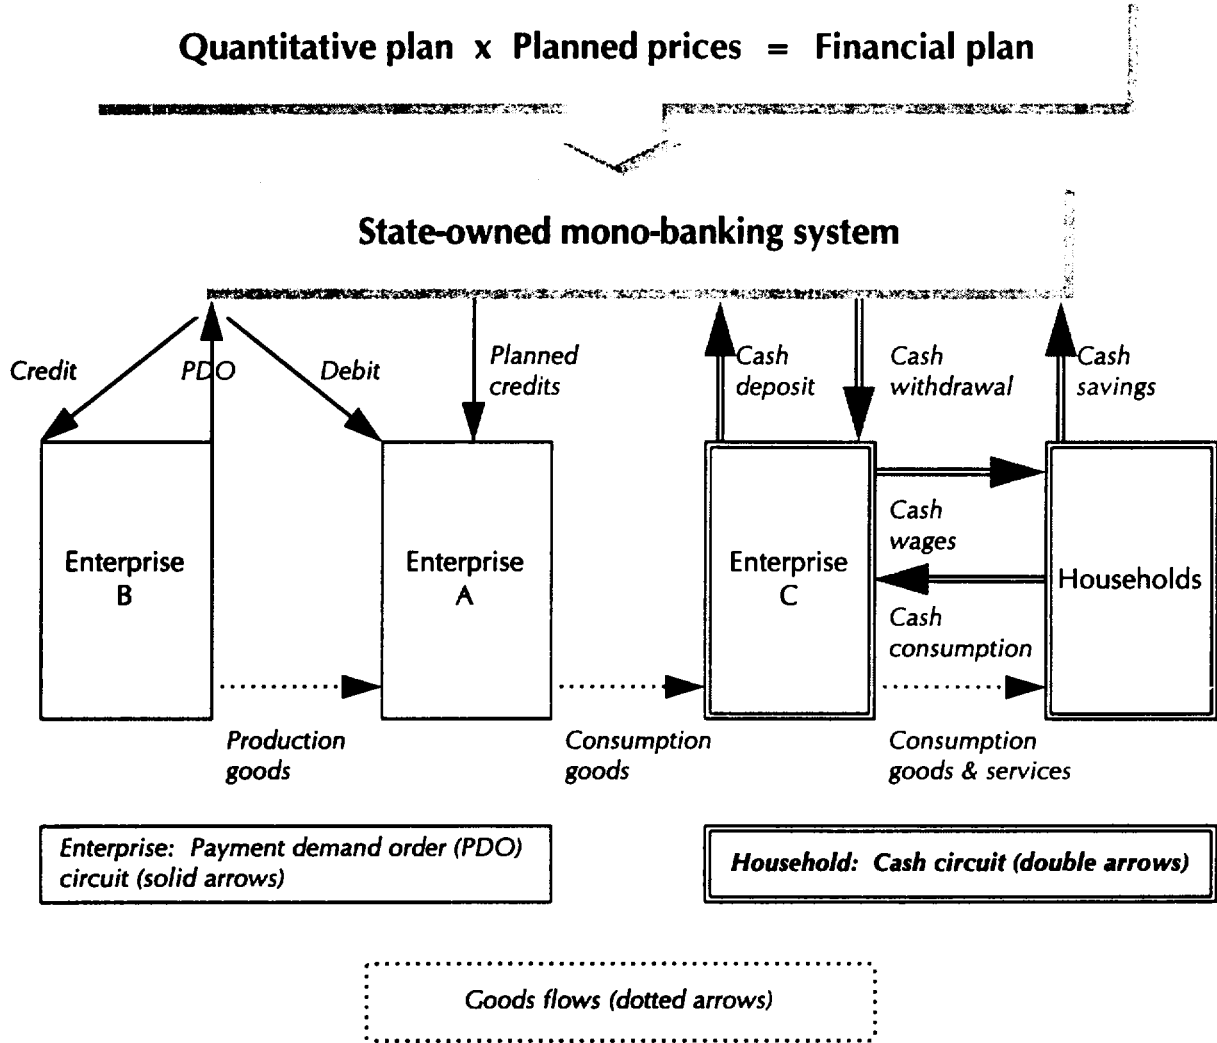 Quantitative plan x Planned prices = Financial plan
State-owned mono-banking system
Credit
PDO
Debit
Planned
credits
Cash
deposit
Cash
withdrawal
Cash
savings
Enterprise
B
Enterprise
A
Enterprise
C
Cash
wages
Households
Cash
consumption
Production
goods
Consumption
goods
Consumption
goods & services
Enterprise: Payment demand order (PDO)
circuit (solid arrows)
Household: Cash circuit (double arrows)
Goods flows (dotted arrows)